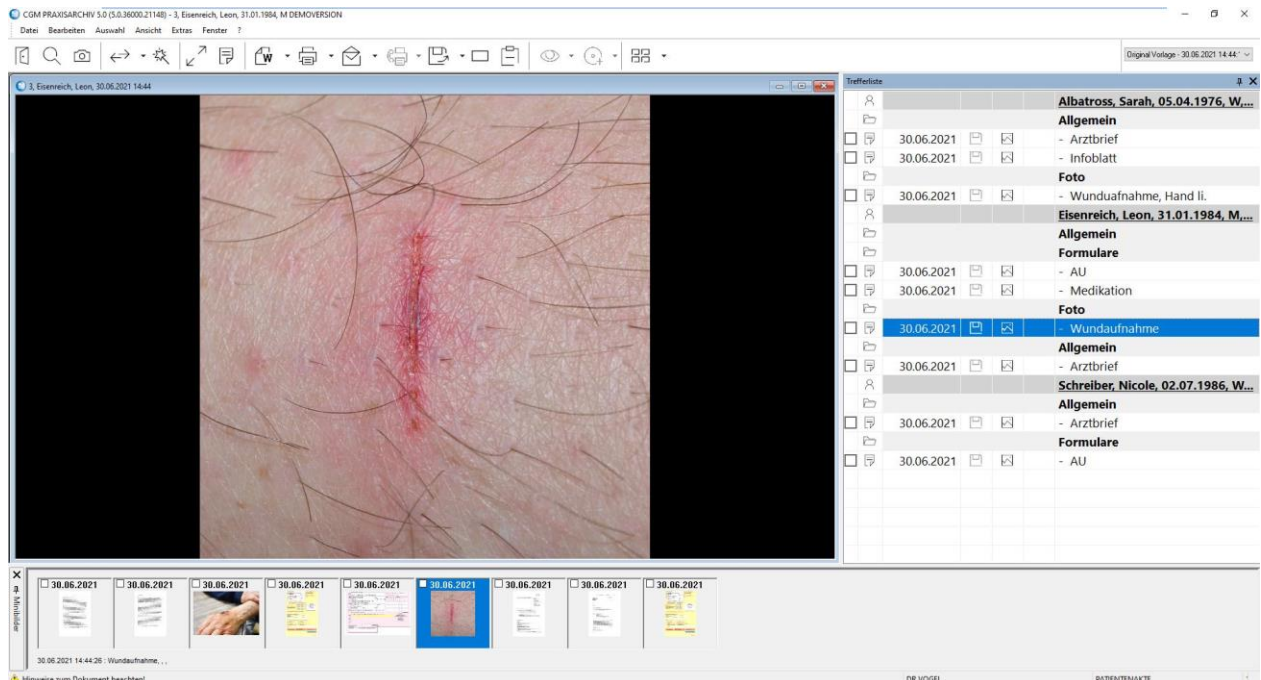 CGM PRAXISARCHIV 5.0 (5.0.36000.21148) - 3, Eisenreich, Leon, 31.01.1984, M DEMOVERSION
Datei Bearbeiten Auswahl Ansicht Extras Fenster ?
Original Vorlage - 30.06.2021 14:44:'
3, Eisenreich, Leon, 30.06.2021 14:44
Trefferliste
Albatross, Sarah, 05.04.1976, W,...
Allgemein
30.06.2021 - Arztbrief
30.06.2021 - Infoblatt
Foto
30.06.2021 - Wunduafnahme, Hand li.
Eisenreich, Leon, 31.01.1984, M,...
Allgemein
Formulare
30.06.2021 - AU
30.06.2021 - Medikation
Foto
30.06.2021 - Wundaufnahme
Allgemein
30.06.2021 - Arztbrief
Schreiber, Nicole, 02.07.1986, W...
Allgemein
30.06.2021 - Arztbrief
Formulare
30.06.2021 - AU
Minibilder
30.06.2021 30.06.2021 30.06.2021 30.06.2021 30.06.2021 30.06.2021 30.06.2021 30.06.2021 30.06.2021
30.06.2021 14:44:26 : Wundaufnahme, , ,
Hinweise zum Dokument beachten! DR.VOGEL PATIENTENAKTE